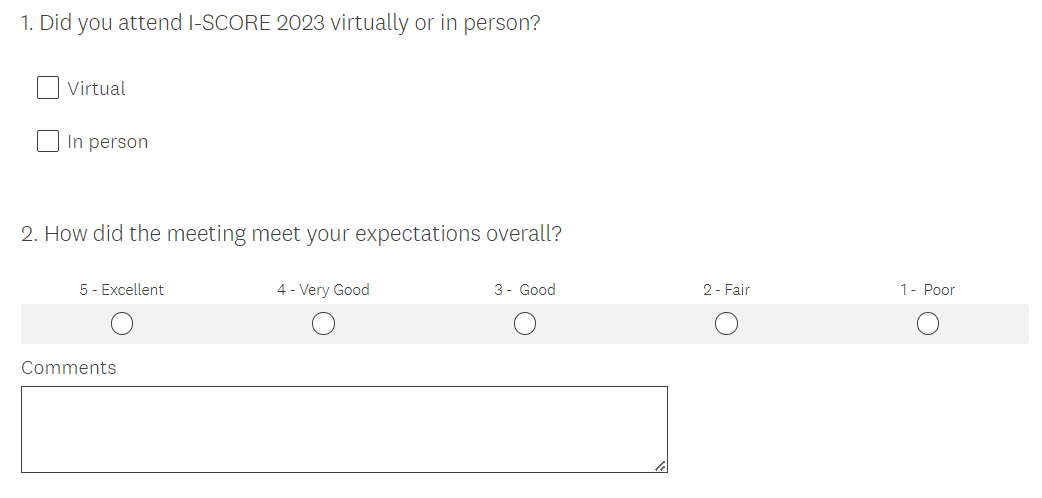 1. Did you attend I-SCORE 2023 virtually or in person?
Virtual
In person
2. How did the meeting meet your expectations overall?
5 - Excellent 4 - Very Good 3 - Good 2 - Fair 1 - Poor
Comments